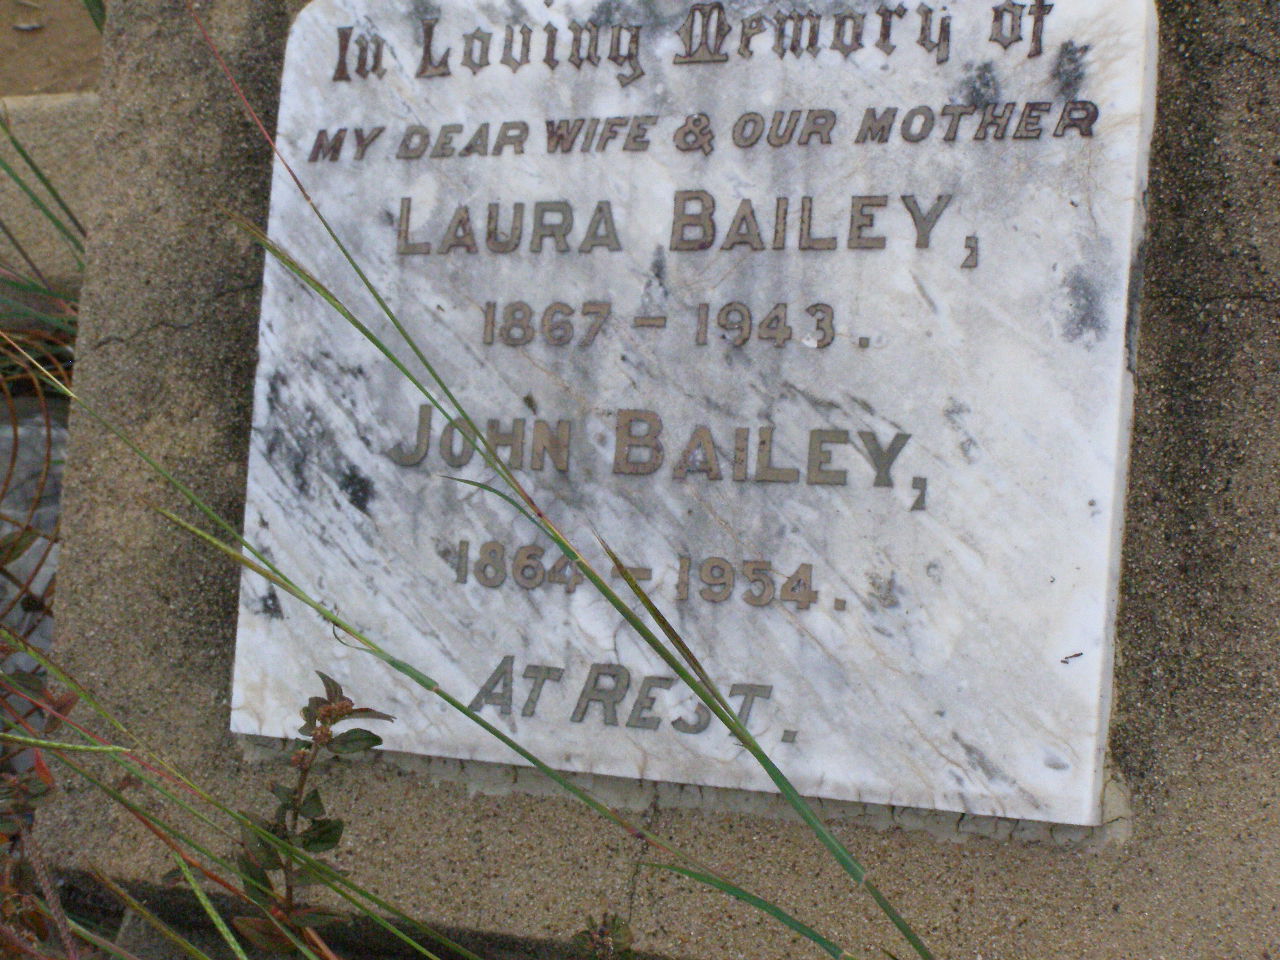 In Loving Memory of
MY DEAR WIFE & OUR MOTHER
LAURA BAILEY,
1867 - 1943.
JOHN BAILEY,
1864 - 1954.
AT REST.